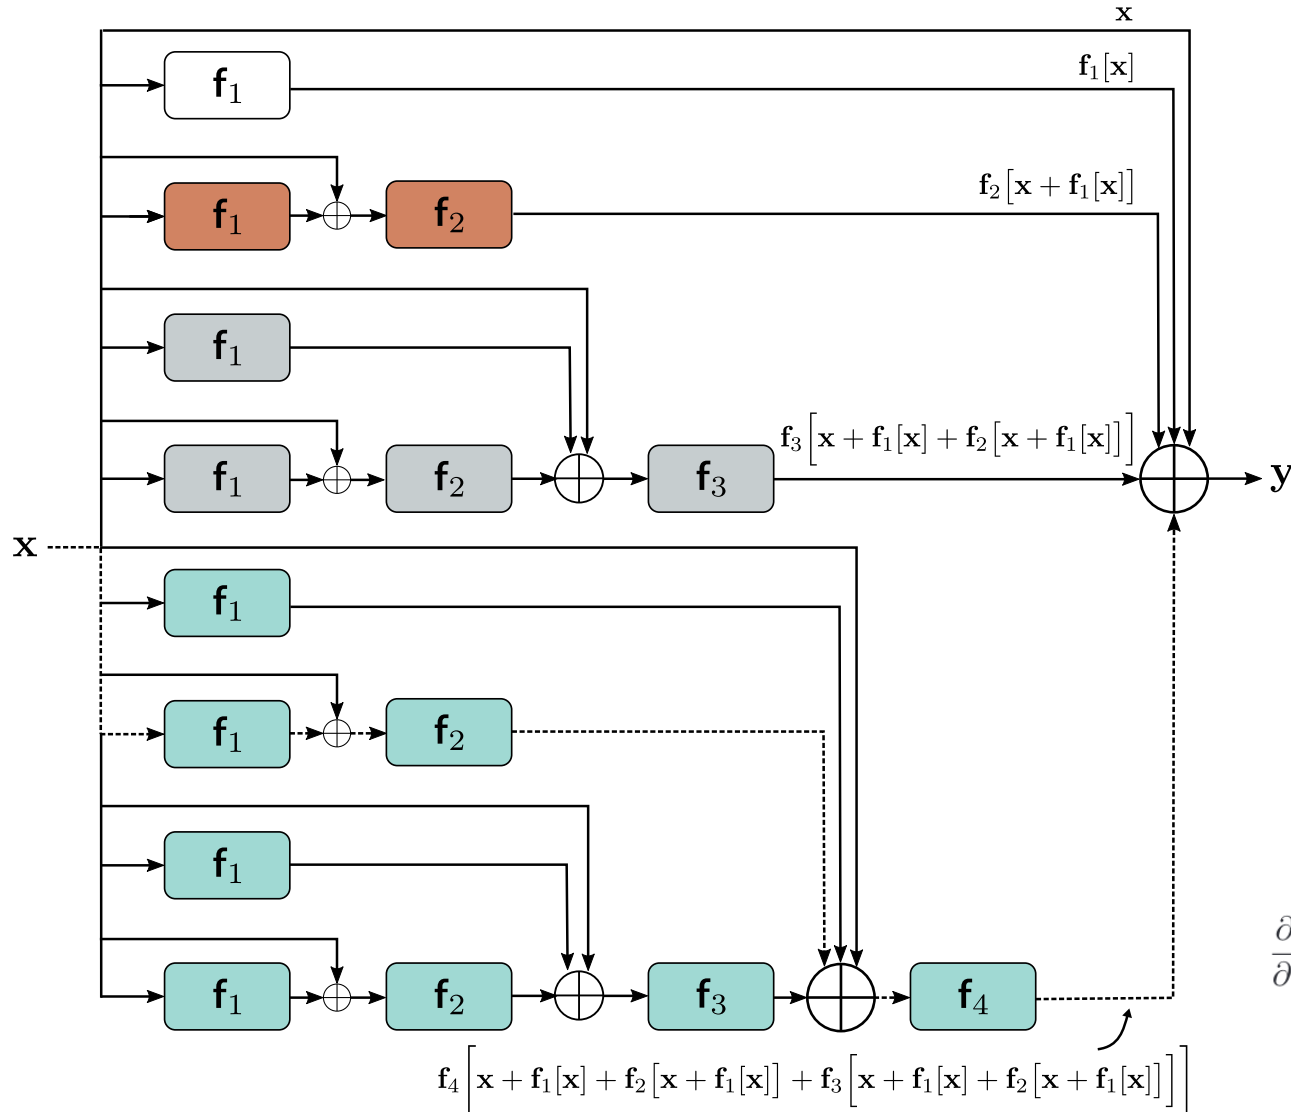 x
f₁[x]
f₁
f₂[x + f₁[x]]
f₁ f₂
f₁
f₃[x + f₁[x] + f₂[x + f₁[x]]]
f₁ f₂ f₃
y
x
f₁
f₁ f₂
f₁
∂
∂
f₁ f₂ f₃ f₄
f₄[x + f₁[x] + f₂[x + f₁[x]] + f₃[x + f₁[x] + f₂[x + f₁[x]]]]